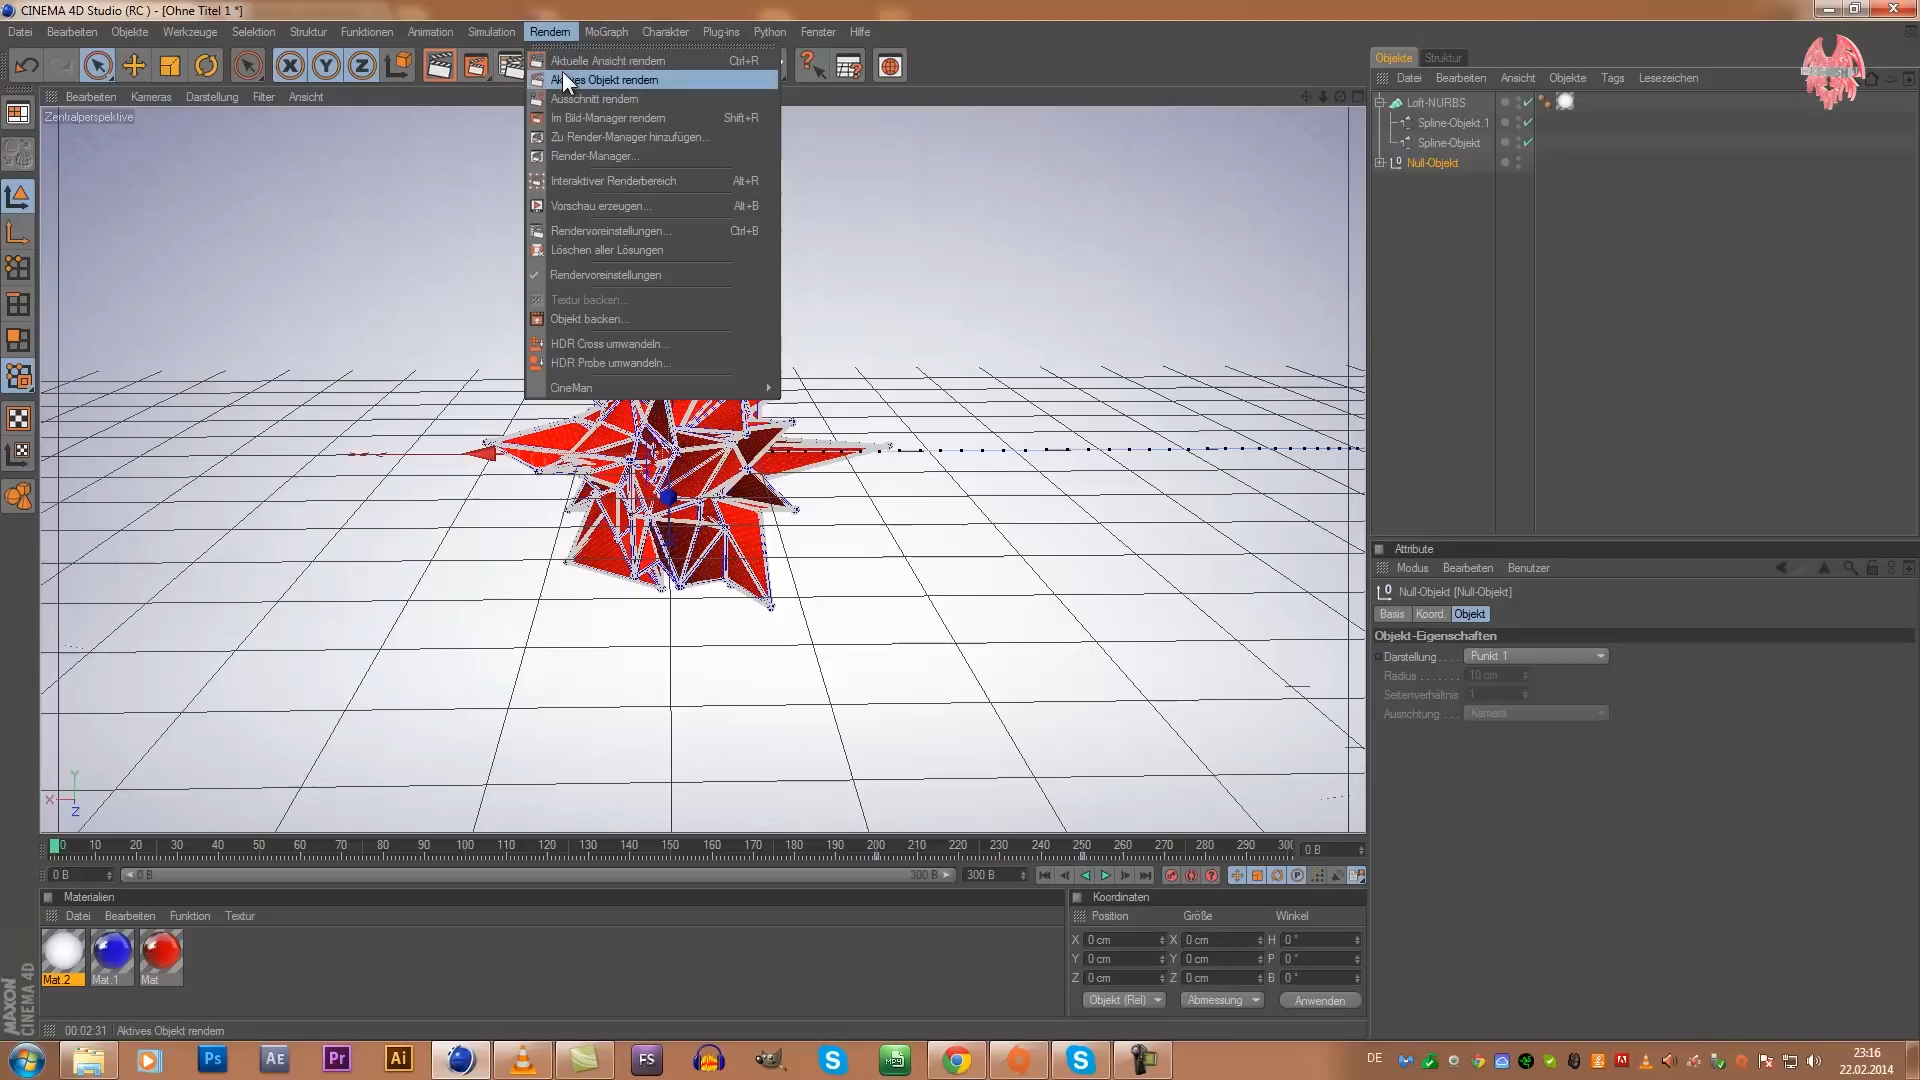 CINEMA 4D Studio (RC ) - [Ohne Titel 1 *]
Datei Bearbeiten Objekte Werkzeuge Selektion Struktur Funktionen Animation Simulation Rendern MoGraph Charakter Plug-ins Python Fenster Hilfe
Bearbeiten Kameras Darstellung Filter Ansicht
Zentralperspektive
Aktuelle Ansicht rendern Ctrl+R
Aktives Objekt rendern
Ausschnitt rendern
Im Bild-Manager rendern Shift+R
Zu Render-Manager hinzufügen...
Render-Manager...
Interaktiver Renderbereich Alt+R
Vorschau erzeugen... Alt+B
Rendervoreinstellungen... Ctrl+B
Löschen aller Lösungen
Rendervoreinstellungen
Textur backen...
Objekt backen...
HDR Cross umwandeln...
HDR Probe umwandeln...
CineMan
Objekte Struktur
Datei Bearbeiten Ansicht Objekte Tags Lesezeichen
Loft-NURBS
Spline-Objekt.1
Spline-Objekt
Null-Objekt
Attribute
Modus Bearbeiten Benutzer
Null-Objekt [Null-Objekt]
Basis Koord. Objekt
Objekt-Eigenschaften
Darstellung . . . . Punkt 1
Radius . . . . . . . 10 cm
Seitenverhältnis 1
Ausrichtung . . . Kamera
Y
X
Z
0 10 20 30 40 50 60 70 80 90 100 110 120 130 140 150 160 170 180 190 200 210 220 230 240 250 260 270 280 290 300 0 B
0 B 0 B 300 B 300 B
Materialien
Datei Bearbeiten Funktion Textur
Mat.2 Mat.1 Mat
Koordinaten
Position Größe Winkel
X 0 cm X 0 cm H 0 °
Y 0 cm Y 0 cm P 0 °
Z 0 cm Z 0 cm B 0 °
Objekt (Rel) Abmessung Anwenden
MAXON
CINEMA 4D
00:02:31 Aktives Objekt rendern
Ps AE Pr Ai FS MP4
DE
23:16
22.02.2014